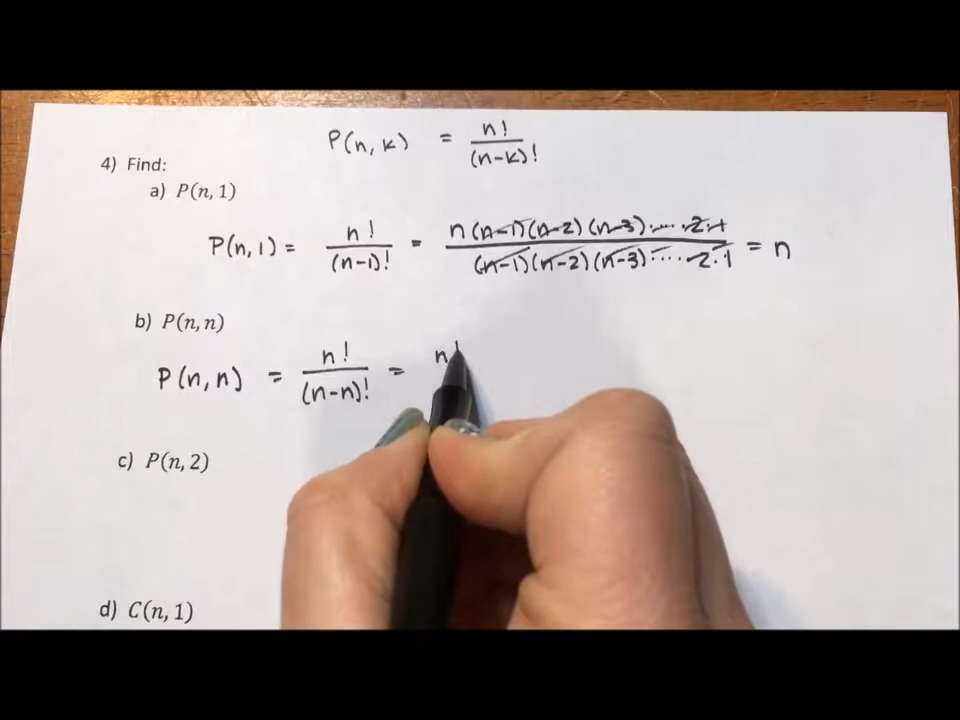 P(n, k) = n! / (n-k)!
4) Find:
a) P(n, 1)
P(n, 1) = n! / (n-1)! = n(n-1)(n-2)(n-3).....2·1 / (n-1)(n-2)(n-3).....2·1 = n
b) P(n, n)
P(n, n) = n! / (n-n)! = n!
c) P(n, 2)
d) C(n, 1)